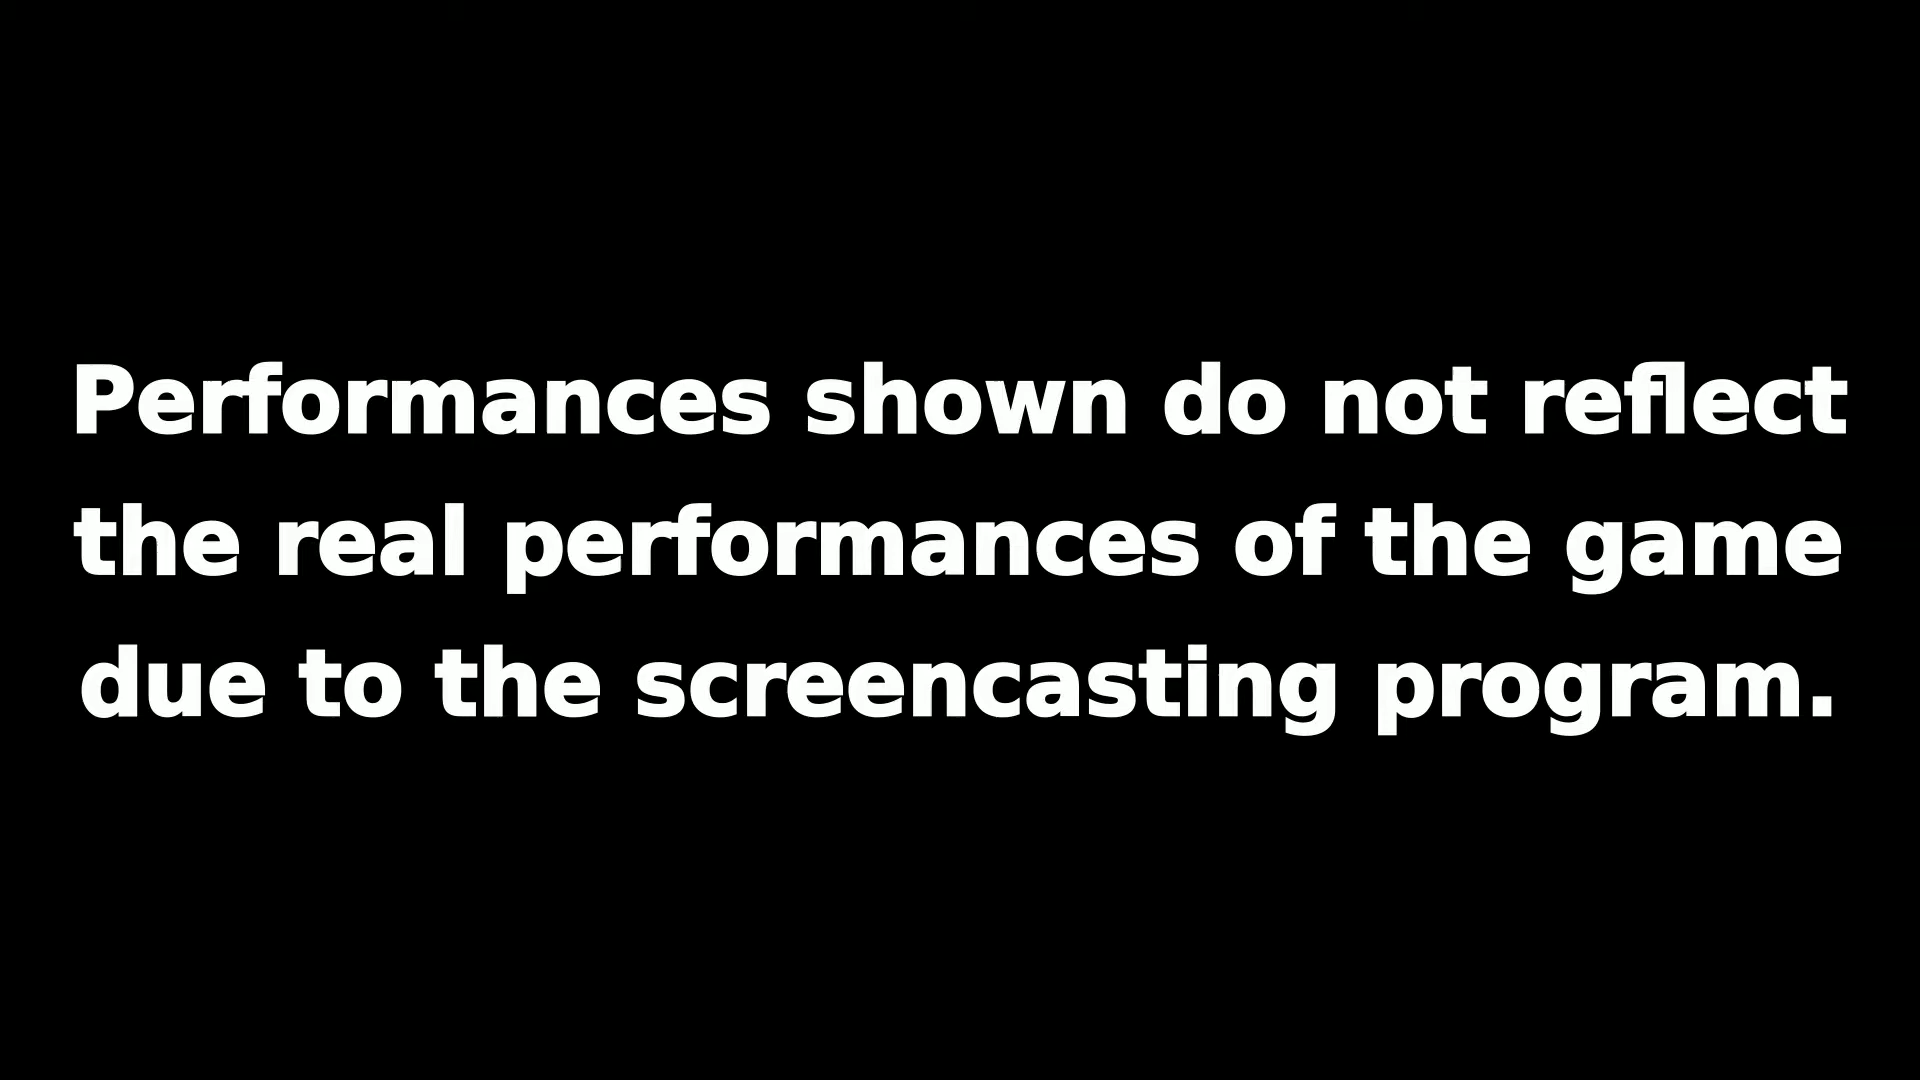 Performances shown do not reflect
the real performances of the game
due to the screencasting program.